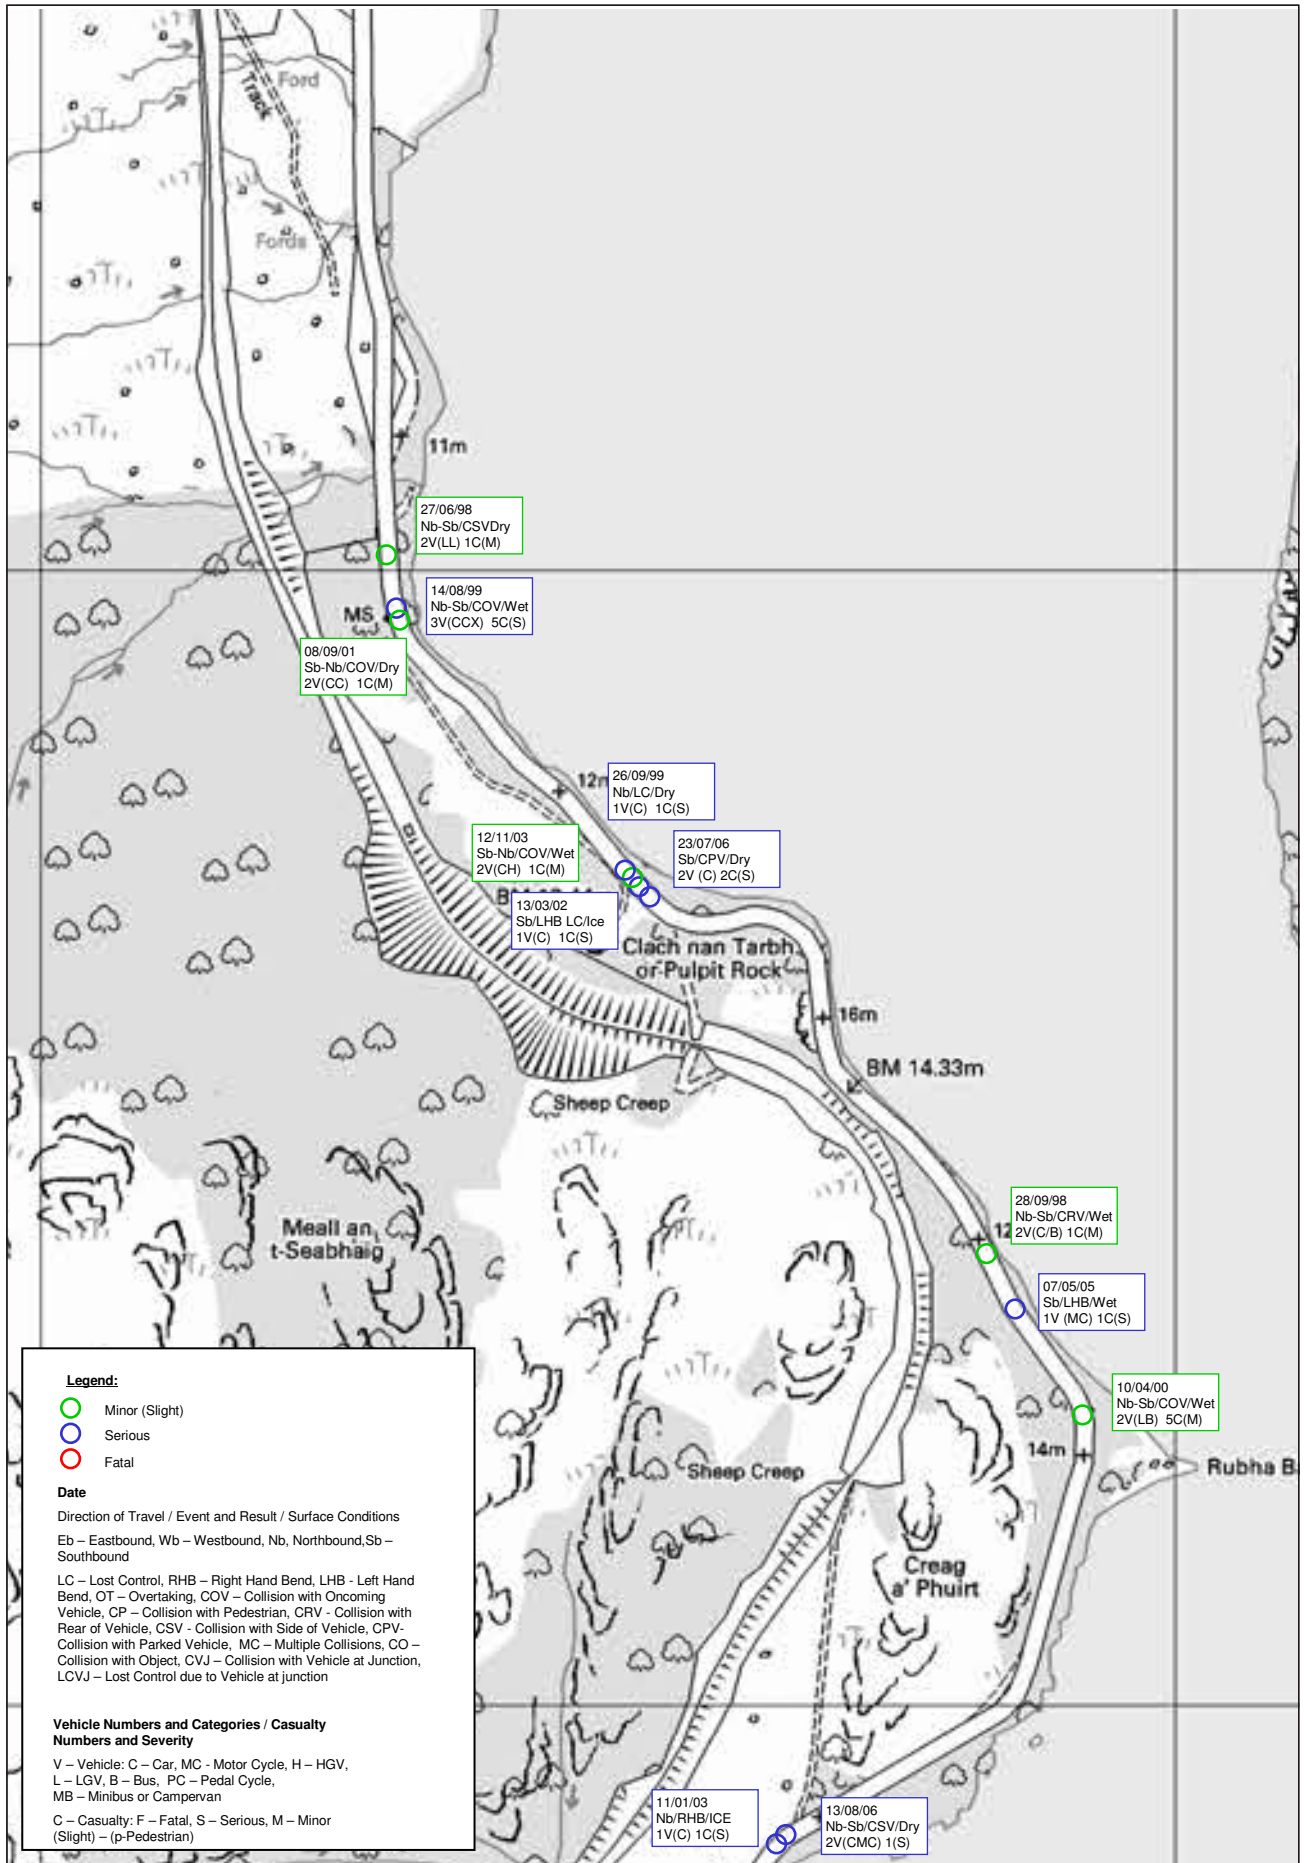 Ford
Track
Fords
11m
27/06/98
Nb-Sb/CSVDry
2V(LL) 1C(M)
14/08/99
Nb-Sb/COV/Wet
3V(CCX) 5C(S)
MS
08/09/01
Sb-Nb/COV/Dry
2V(CC) 1C(M)
26/09/99
Nb/LC/Dry
1V(C) 1C(S)
12/11/03
Sb-Nb/COV/Wet
2V(CH) 1C(M)
23/07/06
Sb/CPV/Dry
2V (C) 2C(S)
13/03/02
Sb/LHB LC/Ice
1V(C) 1C(S)
Clach nan Tarbh
or Pulpit Rock
16m
BM 14.33m
Sheep Creep
Meall an
t-Seabhaig
28/09/98
Nb-Sb/CRV/Wet
2V(C/B) 1C(M)
07/05/05
Sb/LHB/Wet
1V (MC) 1C(S)
10/04/00
Nb-Sb/COV/Wet
2V(LB) 5C(M)
14m
Rubha
Sheep Creep
Creag
a' Phuirt
Legend:
Minor (Slight)
Serious
Fatal
Date
Direction of Travel / Event and Result / Surface Conditions
Eb – Eastbound, Wb – Westbound, Nb, Northbound,Sb –
Southbound
LC – Lost Control, RHB – Right Hand Bend, LHB - Left Hand
Bend, OT – Overtaking, COV – Collision with Oncoming
Vehicle, CP – Collision with Pedestrian, CRV - Collision with
Rear of Vehicle, CSV - Collision with Side of Vehicle, CPV-
Collision with Parked Vehicle, MC – Multiple Collisions, CO –
Collision with Object, CVJ – Collision with Vehicle at Junction,
LCVJ – Lost Control due to Vehicle at junction
Vehicle Numbers and Categories / Casualty
Numbers and Severity
V – Vehicle: C – Car, MC - Motor Cycle, H – HGV,
L – LGV, B – Bus, PC – Pedal Cycle,
MB – Minibus or Campervan
C – Casualty: F – Fatal, S – Serious, M – Minor
(Slight) – (p-Pedestrian)
11/01/03
Nb/RHB/ICE
1V(C) 1C(S)
13/08/06
Nb-Sb/CSV/Dry
2V(CMC) 1(S)